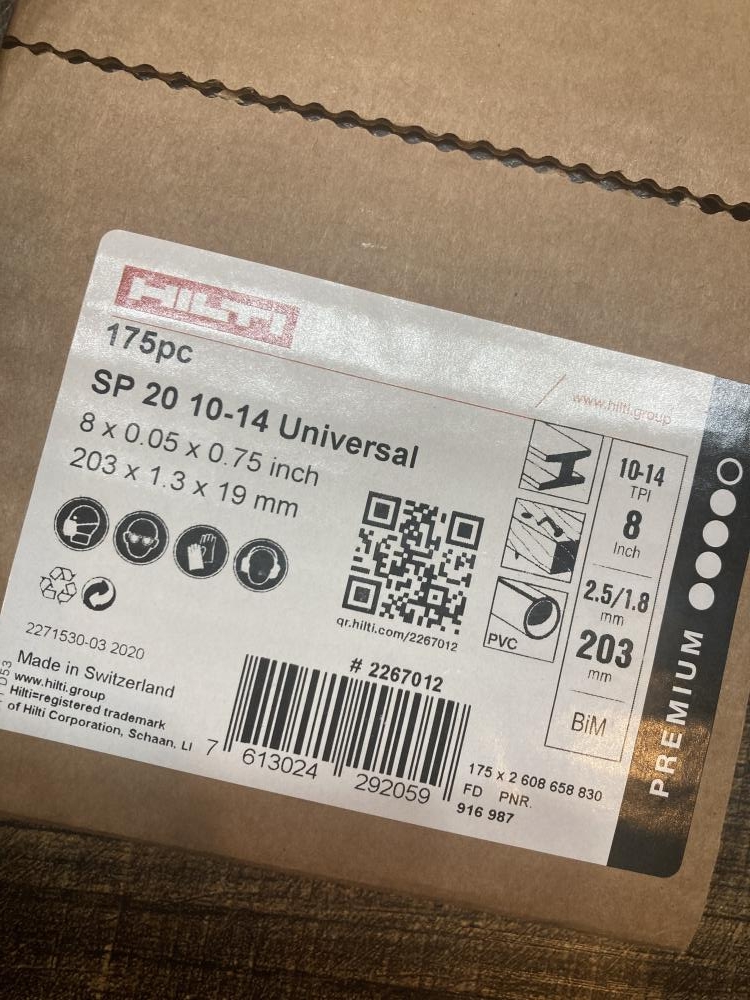 HILTI
175pc
www.hilti.group
SP 20 10-14 Universal
8 x 0.05 x 0.75 inch
203 x 1.3 x 19 mm
10-14
TPI
8
Inch
2.5/1.8
mm
203
mm
BiM
PVC
PREMIUM
qr.hilti.com/2267012
2271530-03.2020
Made in Switzerland
www.hilti.group
Hilti=registered trademark
of Hilti Corporation, Schaan, LI
# 2267012
7 613024 292059
175 x 2 608 658 830
FD PNR.
916 987